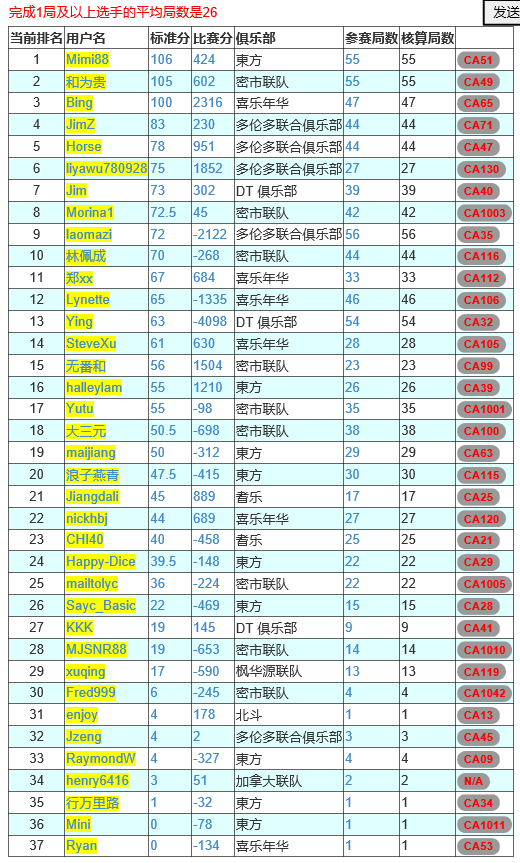 完成1局及以上选手的平均局数是26
发送
当前排名 用户名 标准分 比赛分 俱乐部 参赛局数 核算局数
1 Mimi88 106 424 東方 55 55 CA51
2 和为贵 105 602 密市联队 55 55 CA49
3 Bing 100 2316 喜乐年华 47 47 CA65
4 JimZ 83 230 多伦多联合俱乐部 44 44 CA71
5 Horse 78 951 多伦多联合俱乐部 44 44 CA47
6 liyawu780928 75 1852 多伦多联合俱乐部 27 27 CA130
7 Jim 73 302 DT 俱乐部 39 39 CA40
8 Morina1 72.5 45 密市联队 42 42 CA1003
9 laomazi 72 -2122 多伦多联合俱乐部 56 56 CA35
10 林佩成 70 -268 密市联队 44 44 CA116
11 郑xx 67 684 喜乐年华 33 33 CA112
12 Lynette 65 -1335 喜乐年华 46 46 CA106
13 Ying 63 -4098 DT 俱乐部 54 54 CA32
14 SteveXu 61 630 喜乐年华 28 28 CA105
15 无番和 56 1504 密市联队 23 23 CA99
16 halleylam 55 1210 東方 26 26 CA39
17 Yutu 55 -98 密市联队 35 35 CA1001
18 大三元 50.5 -698 密市联队 38 38 CA100
19 maijiang 50 -312 東方 29 29 CA63
20 浪子燕青 47.5 -415 東方 30 30 CA115
21 Jiangdali 45 889 耆乐 17 17 CA25
22 nickhbj 44 689 喜乐年华 27 27 CA120
23 CHI40 40 -458 耆乐 25 25 CA21
24 Happy-Dice 39.5 -148 東方 22 22 CA29
25 mailtolyc 36 -224 密市联队 22 22 CA1005
26 Sayc_Basic 22 -469 東方 15 15 CA28
27 KKK 19 145 DT 俱乐部 9 9 CA41
28 MJSNR88 19 -653 密市联队 14 14 CA1010
29 xuqing 17 -590 枫华源联队 13 13 CA119
30 Fred999 6 -245 密市联队 4 4 CA1042
31 enjoy 4 178 北斗 1 1 CA13
32 Jzeng 4 2 多伦多联合俱乐部 3 3 CA45
33 RaymondW 4 -327 東方 4 4 CA09
34 henry6416 3 51 加拿大联队 2 2 N/A
35 行万里路 1 -32 東方 1 1 CA34
36 Mini 0 -78 東方 1 1 CA1011
37 Ryan 0 -134 喜乐年华 1 1 CA53